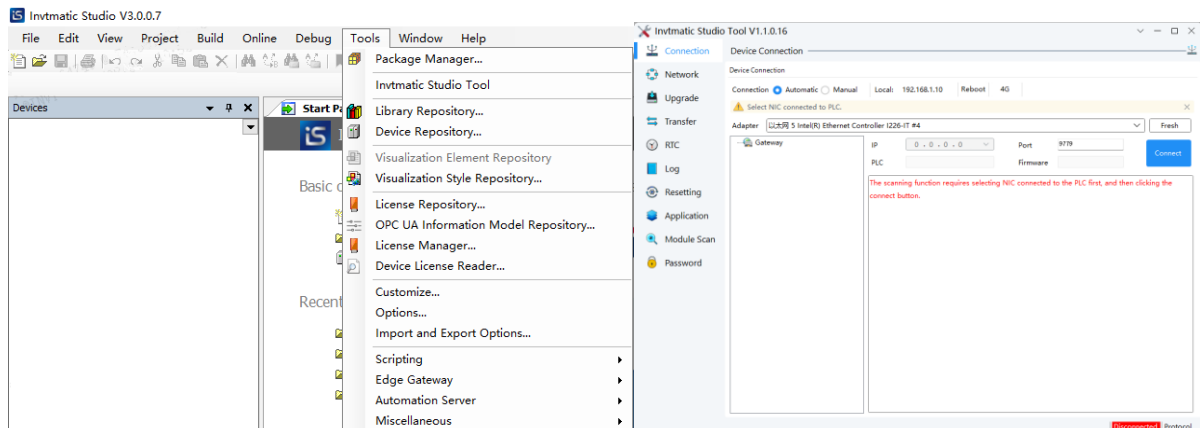 Invtmatic Studio V3.0.0.7
File Edit View Project Build Online Debug Tools Window Help
Devices
Start
Basic
Recent
Package Manager...
Invtmatic Studio Tool
Library Repository...
Device Repository...
Visualization Element Repository
Visualization Style Repository...
License Repository...
OPC UA Information Model Repository...
License Manager...
Device License Reader...
Customize...
Options...
Import and Export Options...
Scripting
Edge Gateway
Automation Server
Miscellaneous
Invtmatic Studio Tool V1.1.0.16
Connection
Network
Upgrade
Transfer
RTC
Log
Resetting
Application
Module Scan
Password
Device Connection
Device Connection
Connection Automatic Manual Local: 192.168.1.10 Reboot 4G
Select NIC connected to PLC.
Adapter 以太网 5 Intel(R) Ethernet Controller I226-IT #4 Fresh
Gateway
IP 0 . 0 . 0 . 0 Port 9779
Connect
PLC Firmware
The scanning function requires selecting NIC connected to the PLC first, and then clicking the
connect button.
Disconnected Protocol